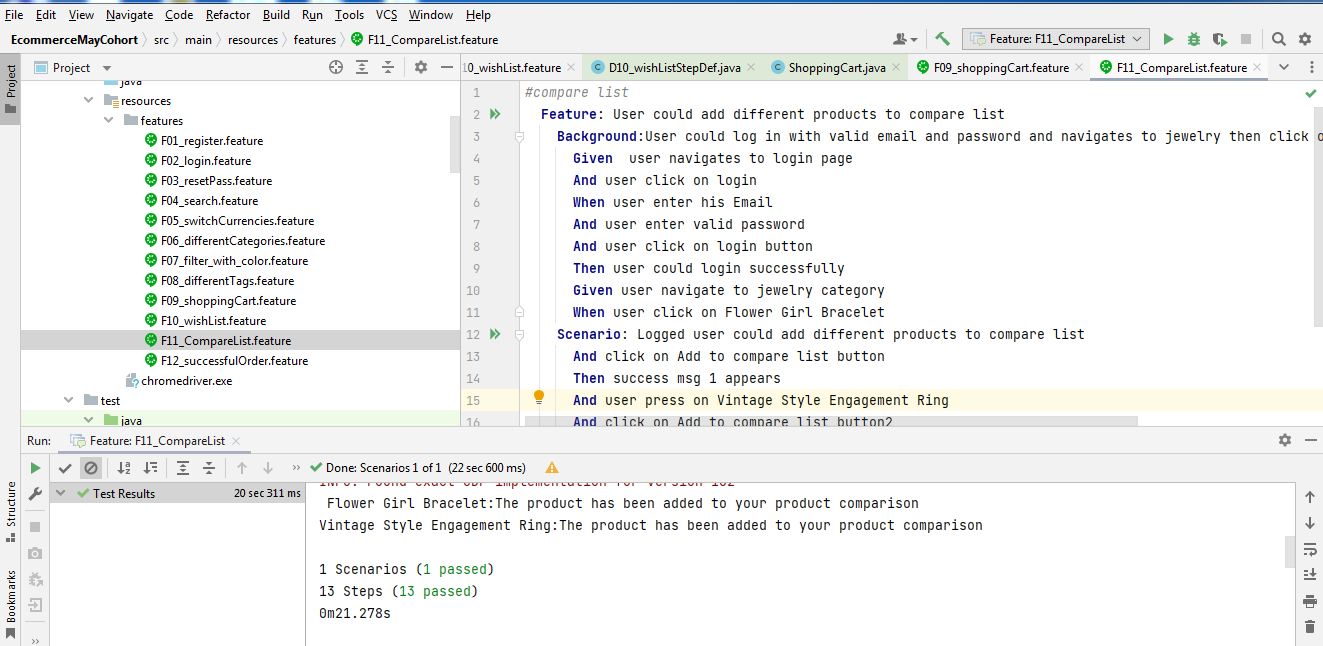 File Edit View Navigate Code Refactor Build Run Tools VCS Window Help
EcommerceMayCohort src main resources features F11_CompareList.feature
Feature: F11_CompareList
Project
Project
10_wishList.feature D10_wishListStepDef.java ShoppingCart.java F09_shoppingCart.feature F11_CompareList.feature
java
resources
features
F01_register.feature
F02_login.feature
F03_resetPass.feature
F04_search.feature
F05_switchCurrencies.feature
F06_differentCategories.feature
F07_filter_with_color.feature
F08_differentTags.feature
F09_shoppingCart.feature
F10_wishList.feature
F11_CompareList.feature
F12_successfulOrder.feature
chromedriver.exe
test
java
1 #compare list
2 Feature: User could add different products to compare list
3 Background:User could log in with valid email and password and navigates to jewelry then click o
4 Given  user navigates to login page
5 And user click on login
6 When user enter his Email
7 And user enter valid password
8 And user click on login button
9 Then user could login successfully
10 Given user navigate to jewelry category
11 When user click on Flower Girl Bracelet
12 Scenario: Logged user could add different products to compare list
13 And click on Add to compare list button
14 Then success msg 1 appears
15 And user press on Vintage Style Engagement Ring
16 And click on Add to compare list button2
Run: Feature: F11_CompareList
Done: Scenarios 1 of 1 (22 sec 600 ms)
Test Results 20 sec 311 ms
INFO: Found exact CDP implementation for version 102
Flower Girl Bracelet:The product has been added to your product comparison
Vintage Style Engagement Ring:The product has been added to your product comparison
1 Scenarios (1 passed)
13 Steps (13 passed)
0m21.278s
Structure
Bookmarks